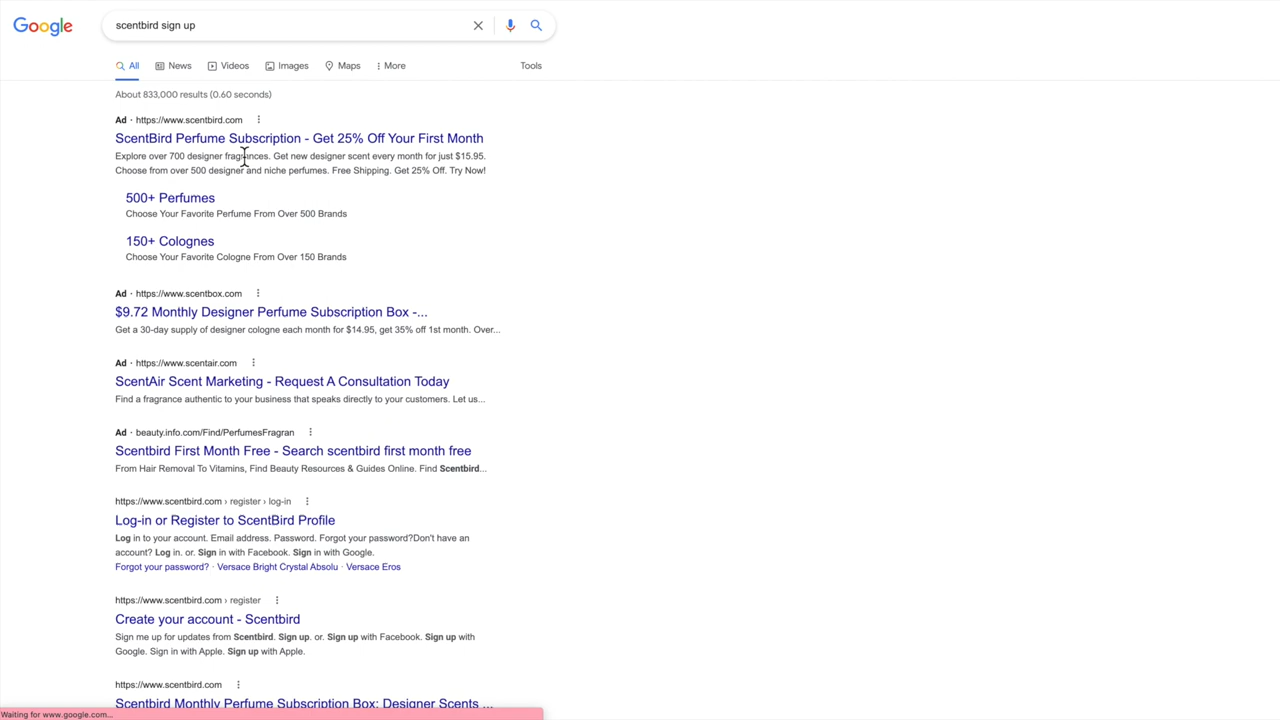 Google
scentbird sign up
All
News
Videos
Images
Maps
More
Tools
About 833,000 results (0.60 seconds)
Ad · https://www.scentbird.com
ScentBird Perfume Subscription - Get 25% Off Your First Month
Explore over 700 designer fragrances. Get new designer scent every month for just $15.95.
Choose from over 500 designer and niche perfumes. Free Shipping. Get 25% Off. Try Now!
500+ Perfumes
Choose Your Favorite Perfume From Over 500 Brands
150+ Colognes
Choose Your Favorite Cologne From Over 150 Brands
Ad · https://www.scentbox.com
$9.72 Monthly Designer Perfume Subscription Box -...
Get a 30-day supply of designer cologne each month for $14.95, get 35% off 1st month. Over...
Ad · https://www.scentair.com
ScentAir Scent Marketing - Request A Consultation Today
Find a fragrance authentic to your business that speaks directly to your customers. Let us...
Ad · beauty.info.com/Find/PerfumesFragran
Scentbird First Month Free - Search scentbird first month free
From Hair Removal To Vitamins, Find Beauty Resources & Guides Online. Find Scentbird...
https://www.scentbird.com › register › log-in
Log-in or Register to ScentBird Profile
Log in to your account. Email address. Password. Forgot your password?Don't have an
account? Log in. or. Sign in with Facebook. Sign in with Google.
Forgot your password? · Versace Bright Crystal Absolu · Versace Eros
https://www.scentbird.com › register
Create your account - Scentbird
Sign me up for updates from Scentbird. Sign up. or. Sign up with Facebook. Sign up with
Google. Sign in with Apple. Sign up with Apple.
https://www.scentbird.com
Scentbird Monthly Perfume Subscription Box: Designer Scents ...
Waiting for www.google.com...